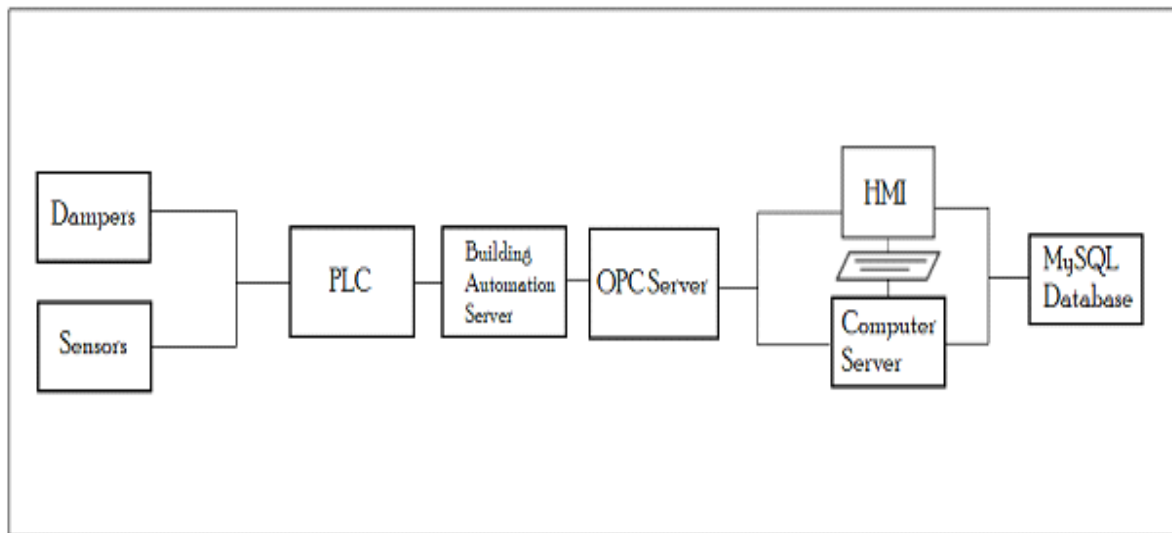 Dampers
Sensors
PLC
Building
Automation
Server
OPC Server
HMI
Computer
Server
MySQL
Database